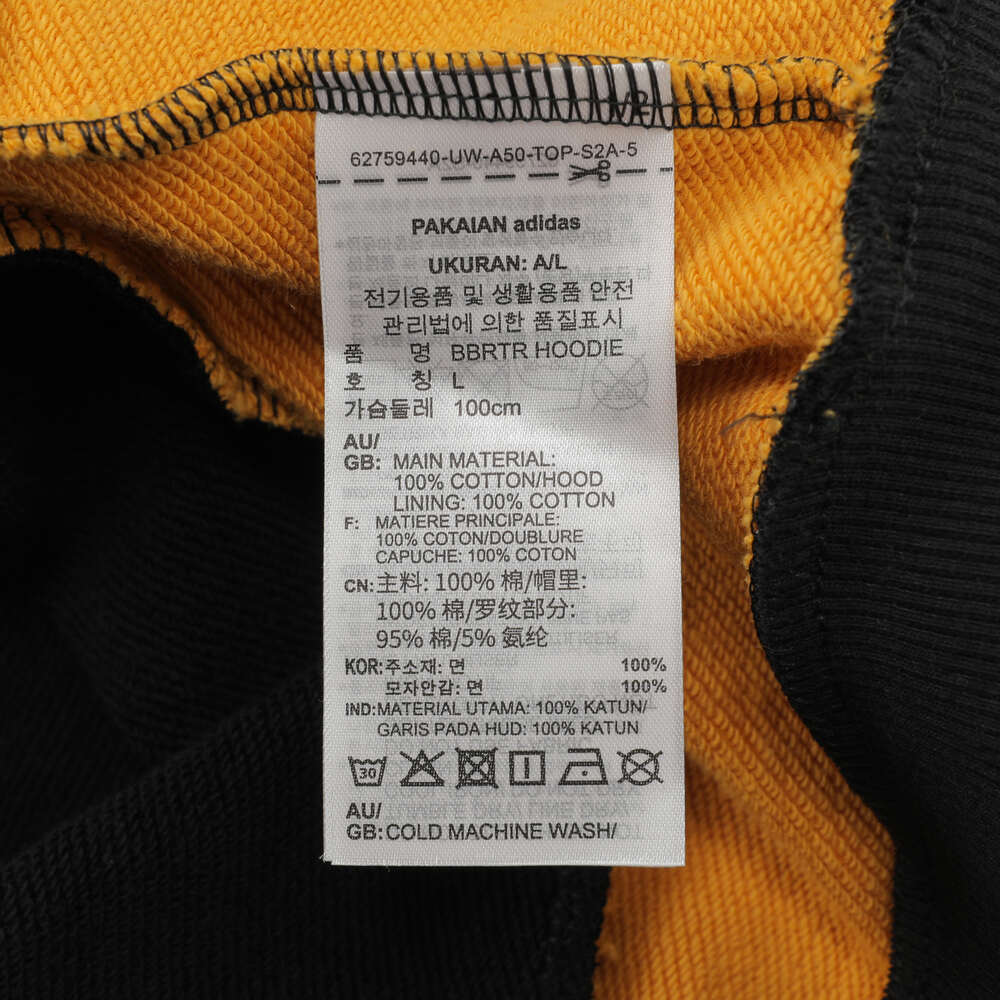 62759440-UW-A50-TOP-S2A-5
PAKAIAN adidas
UKURAN: A/L
전기용품 및 생활용품 안전
관리법에 의한 품질표시
품 명 BBRTR HOODIE
호 칭 L
가슴둘레 100cm
AU/
GB: MAIN MATERIAL:
100% COTTON/HOOD
LINING: 100% COTTON
F: MATIERE PRINCIPALE:
100% COTON/DOUBLURE
CAPUCHE: 100% COTON
CN: 主料: 100% 棉/帽里:
100% 棉/罗纹部分:
95% 棉/5% 氨纶
KOR: 주소재: 면 100%
모자안감: 면 100%
IND: MATERIAL UTAMA: 100% KATUN/
GARIS PADA HUD: 100% KATUN
30
AU/
GB: COLD MACHINE WASH/